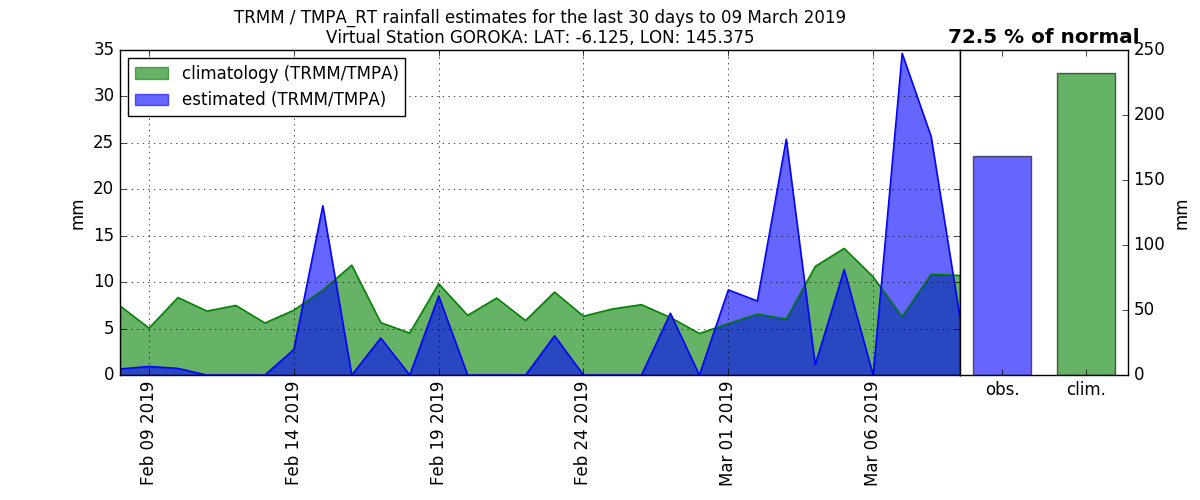 TRMM / TMPA_RT rainfall estimates for the last 30 days to 09 March 2019
Virtual Station GOROKA: LAT: -6.125, LON: 145.375
72.5 % of normal
climatology (TRMM/TMPA)
estimated (TRMM/TMPA)
35
30
25
20
15
10
5
0
mm
Feb 09 2019
Feb 14 2019
Feb 19 2019
Feb 24 2019
Mar 01 2019
Mar 06 2019
obs.
clim.
250
200
150
100
50
0
mm